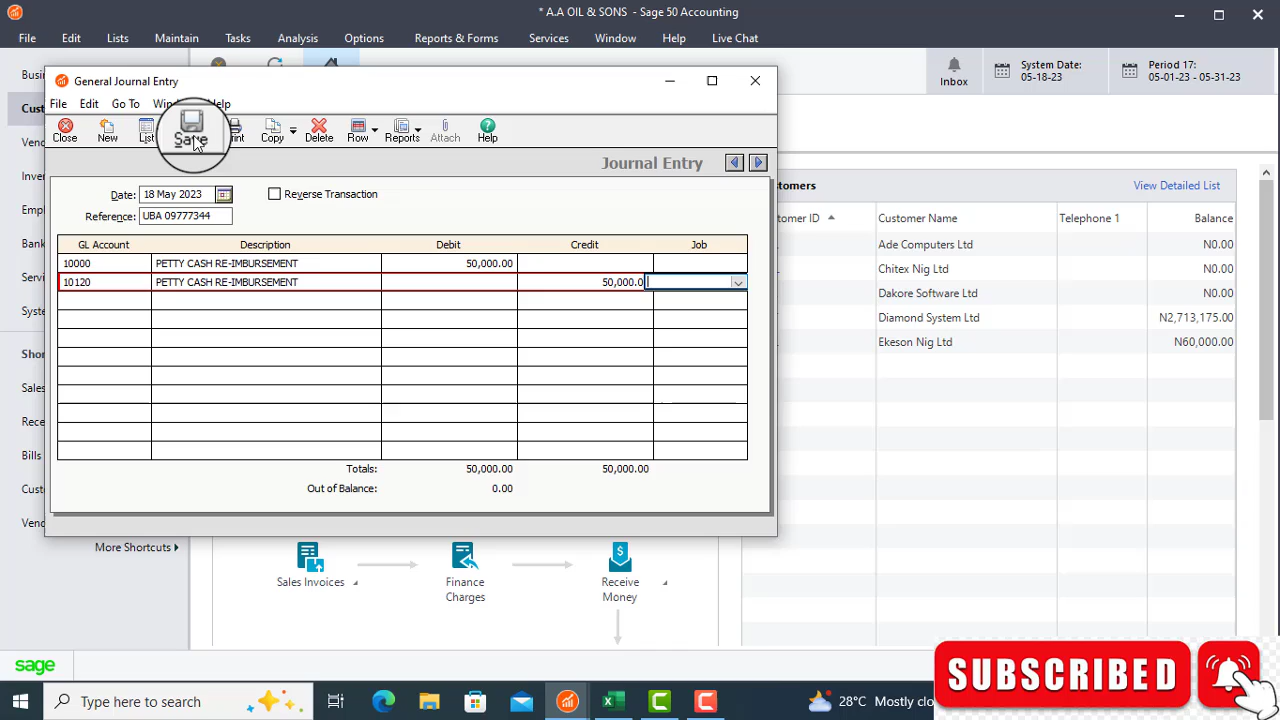 * A.A OIL & SONS - Sage 50 Accounting
File Edit Lists Maintain Tasks Analysis Options Reports & Forms Services Window Help Live Chat
Inbox
System Date:
05-18-23
Period 17:
05-01-23 - 05-31-23
General Journal Entry
File Edit Go To
Close New List Save Copy Delete Row Reports Attach Help
Journal Entry
Date: 18 May 2023 Reverse Transaction
Reference: UBA 09777344
GL Account Description Debit Credit Job
10000 PETTY CASH RE-IMBURSEMENT 50,000.00
10120 PETTY CASH RE-IMBURSEMENT 50,000.0
Totals: 50,000.00 50,000.00
Out of Balance: 0.00
View Detailed List
Customer Name Telephone 1 Balance
Ade Computers Ltd N0.00
Chitex Nig Ltd N0.00
Dakore Software Ltd N0.00
Diamond System Ltd N2,713,175.00
Ekeson Nig Ltd N60,000.00
More Shortcuts
Sales Invoices
Finance
Charges
Receive
Money
sage
Type here to search
28°C Mostly clo
SUBSCRIBED